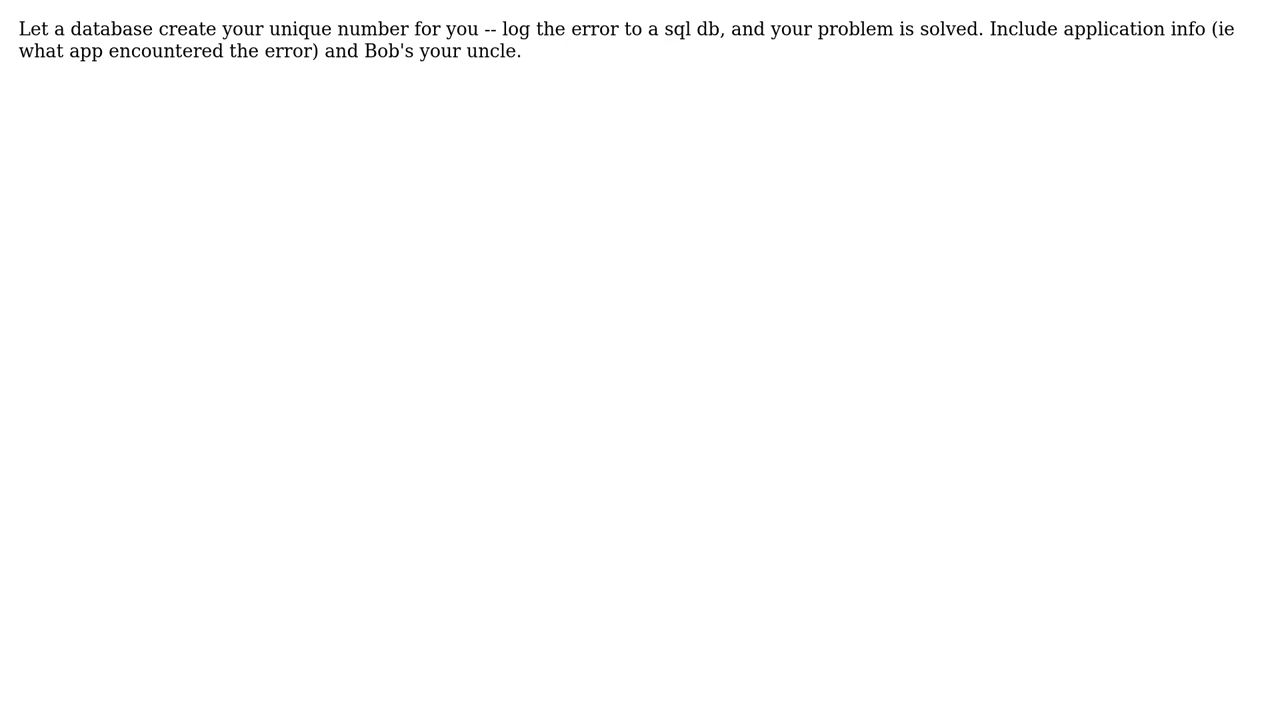 Let a database create your unique number for you -- log the error to a sql db, and your problem is solved. Include application info (ie
what app encountered the error) and Bob's your uncle.